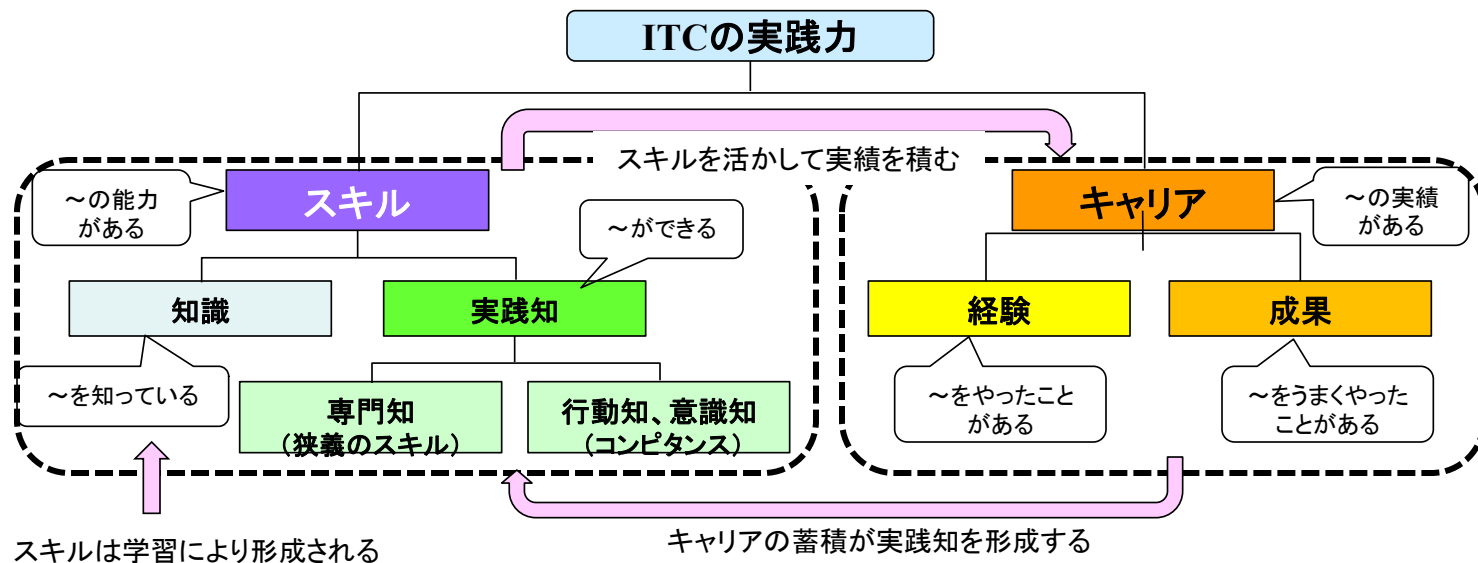 ITCの実践力
スキルを活かして実績を積む
～の能力
がある
スキル
～ができる
キャリア
～の実績
がある
知識
実践知
経験
成果
～を知っている
専門知
（狭義のスキル）
行動知、意識知
（コンピタンス）
～をやったこと
がある
～をうまくやった
ことがある
スキルは学習により形成される
キャリアの蓄積が実践知を形成する